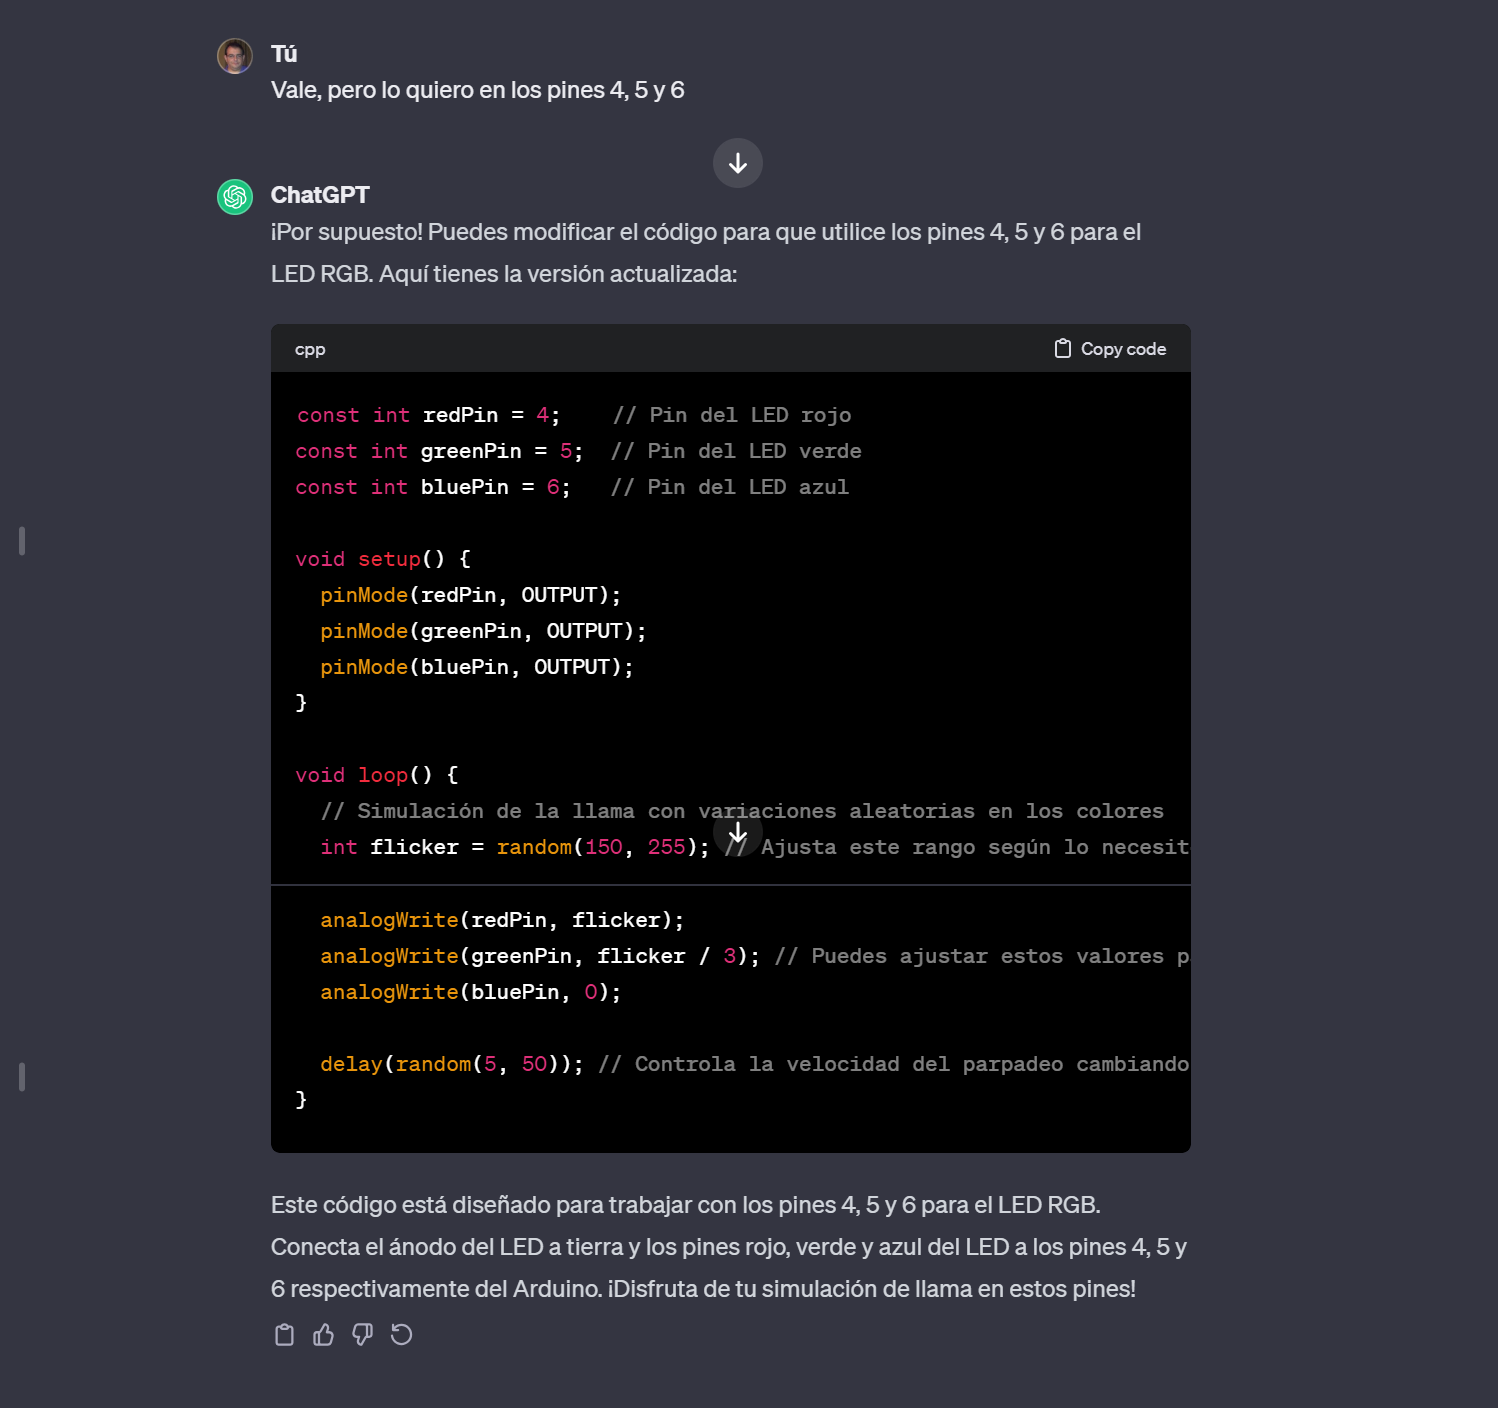 Tú
Vale, pero lo quiero en los pines 4, 5 y 6
ChatGPT
¡Por supuesto! Puedes modificar el código para que utilice los pines 4, 5 y 6 para el
LED RGB. Aquí tienes la versión actualizada:
cpp Copy code
const int redPin = 4;    // Pin del LED rojo
const int greenPin = 5;  // Pin del LED verde
const int bluePin = 6;   // Pin del LED azul
void setup() {
  pinMode(redPin, OUTPUT);
  pinMode(greenPin, OUTPUT);
  pinMode(bluePin, OUTPUT);
}
void loop() {
  // Simulación de la llama con variaciones aleatorias en los colores
  int flicker = random(150, 255); // Ajusta este rango según lo
  analogWrite(redPin, flicker);
  analogWrite(greenPin, flicker / 3); // Puedes ajustar estos valores
  analogWrite(bluePin, 0);
  delay(random(5, 50)); // Controla la velocidad del parpadeo cambiando
}
Este código está diseñado para trabajar con los pines 4, 5 y 6 para el LED RGB.
Conecta el ánodo del LED a tierra y los pines rojo, verde y azul del LED a los pines 4, 5 y
6 respectivamente del Arduino. ¡Disfruta de tu simulación de llama en estos pines!